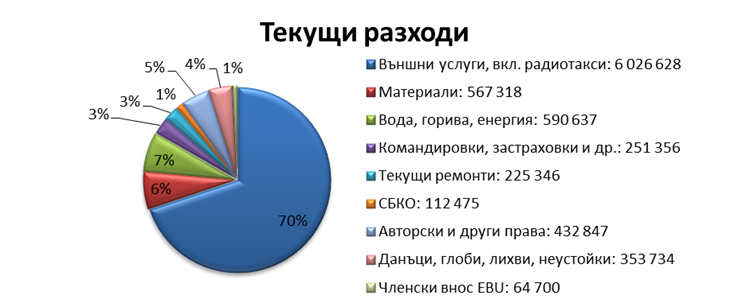 Текущи разходи
Външни услуги, вкл. радиотакси: 6 026 628
Материали: 567 318
Вода, горива, енергия: 590 637
Командировки, застраховки и др.: 251 356
Текущи ремонти: 225 346
СБКО: 112 475
Авторски и други права: 432 847
Данъци, глоби, лихви, неустойки: 353 734
Членски внос EBU: 64 700
70%
6%
7%
3%
3%
1%
5%
4%
1%